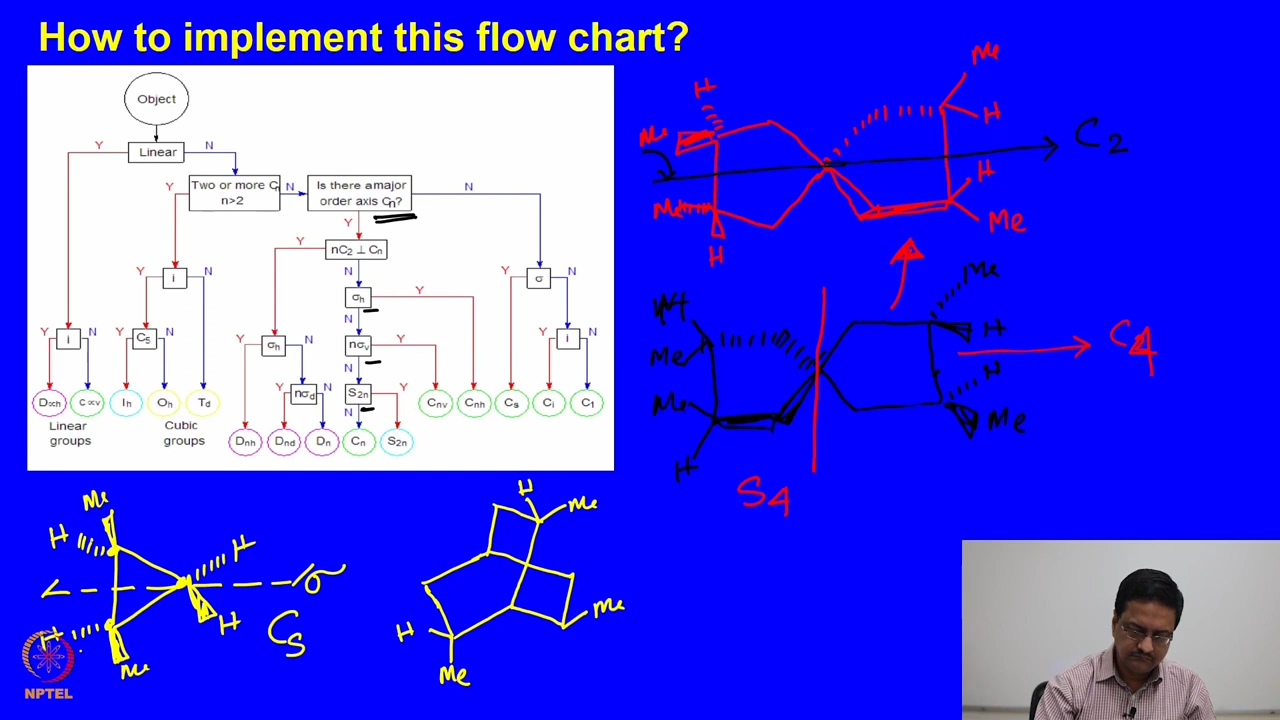 How to implement this flow chart?
Object
Linear
Y N
Two or more Cn
n>2
N
Is there a major
order axis Cn?
N
Y Y
nC2 ⊥ Cn
Y N
i
Y N
σ
Y N
σh
Y N
i
Y N
C5
Y N
σh
Y N
nσv
Y N
i
Y N
nσd
Y N
S2n
Y N
D∞h C∞v Ih Oh Td
Cnv Cnh Cs Ci C1
Linear
groups
Cubic
groups
Dnh Dnd Dn Cn S2n
Me
H
H
Me
C2
H
Me
H
Me
Me
H
H
Me
Me
H
Me
H
C4
S4
Me
H
H
H
Me
σ
Cs
H
Me
Me
H
Me
NPTEL